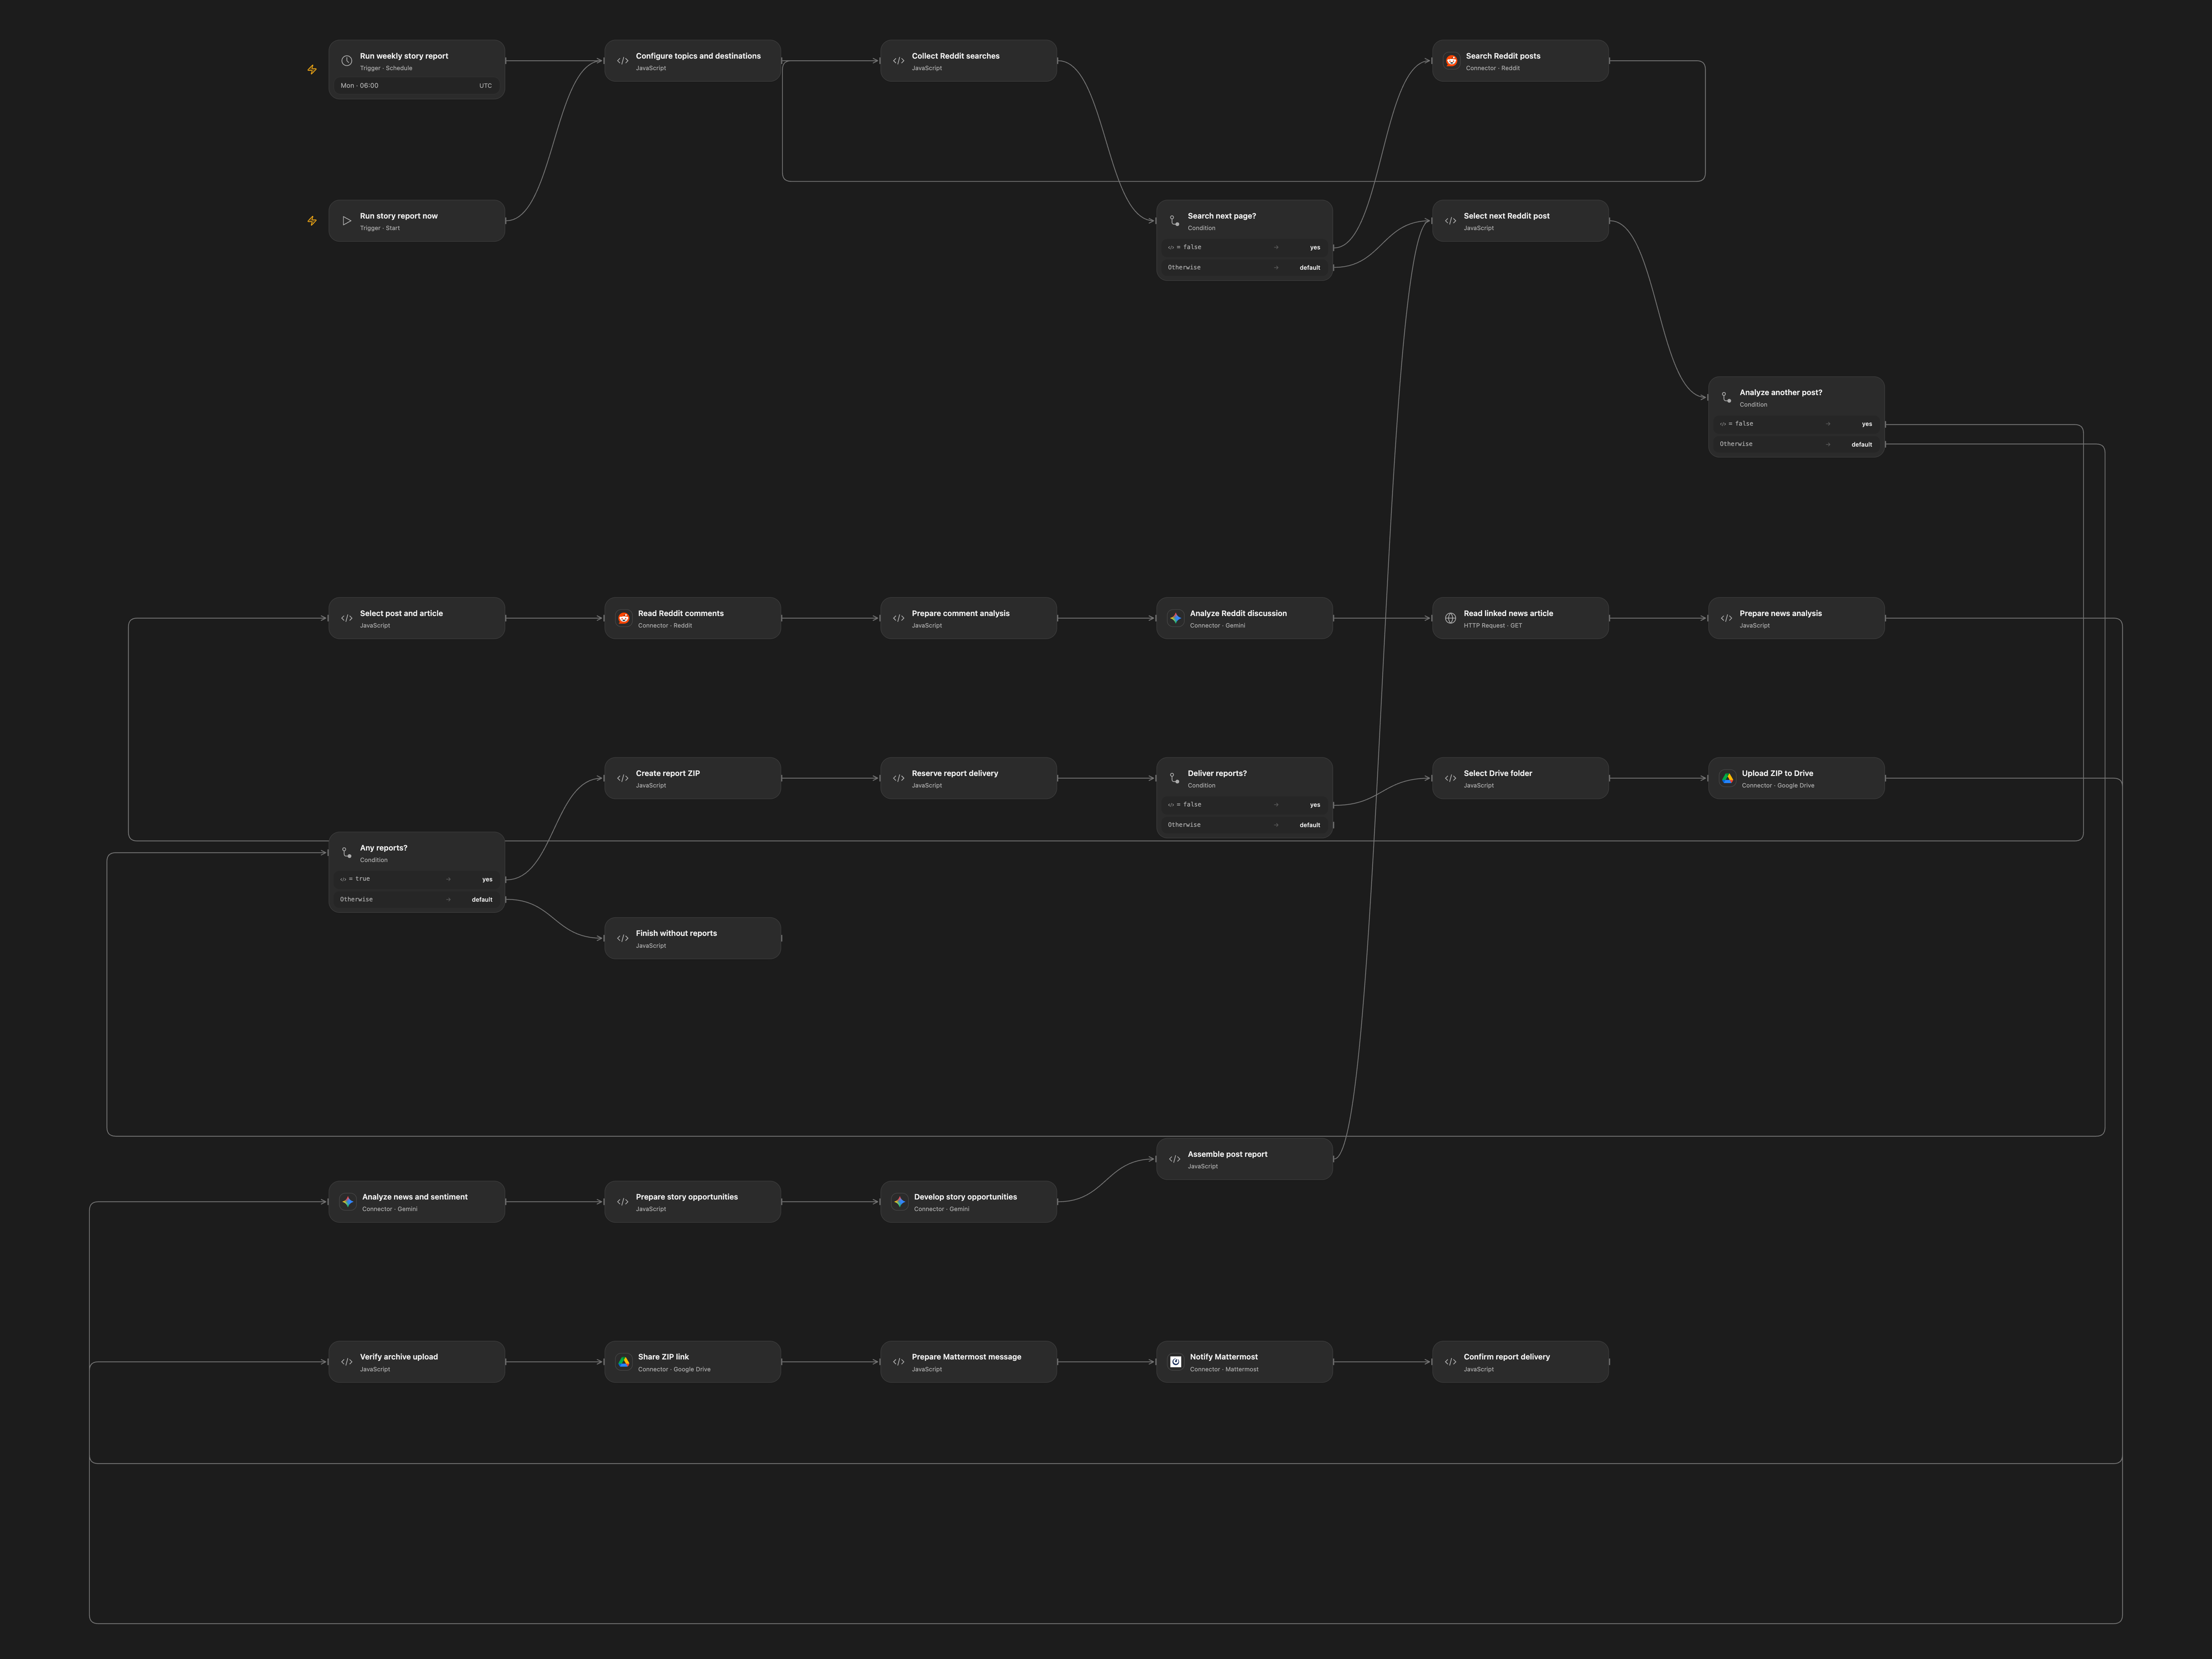 Run weekly story report
Trigger · Schedule
Mon · 06:00 UTC
Configure topics and destinations
JavaScript
Collect Reddit searches
JavaScript
Search Reddit posts
Connector · Reddit
Run story report now
Trigger · Start
Search next page?
Condition
</> = false → yes
Otherwise → default
Select next Reddit post
JavaScript
Analyze another post?
Condition
</> = false → yes
Otherwise → default
Select post and article
JavaScript
Read Reddit comments
Connector · Reddit
Prepare comment analysis
JavaScript
Analyze Reddit discussion
Connector · Gemini
Read linked news article
HTTP Request · GET
Prepare news analysis
JavaScript
Create report ZIP
JavaScript
Reserve report delivery
JavaScript
Deliver reports?
Condition
</> = false → yes
Otherwise → default
Select Drive folder
JavaScript
Upload ZIP to Drive
Connector · Google Drive
Any reports?
Condition
</> = true → yes
Otherwise → default
Finish without reports
JavaScript
Assemble post report
JavaScript
Analyze news and sentiment
Connector · Gemini
Prepare story opportunities
JavaScript
Develop story opportunities
Connector · Gemini
Verify archive upload
JavaScript
Share ZIP link
Connector · Google Drive
Prepare Mattermost message
JavaScript
Notify Mattermost
Connector · Mattermost
Confirm report delivery
JavaScript